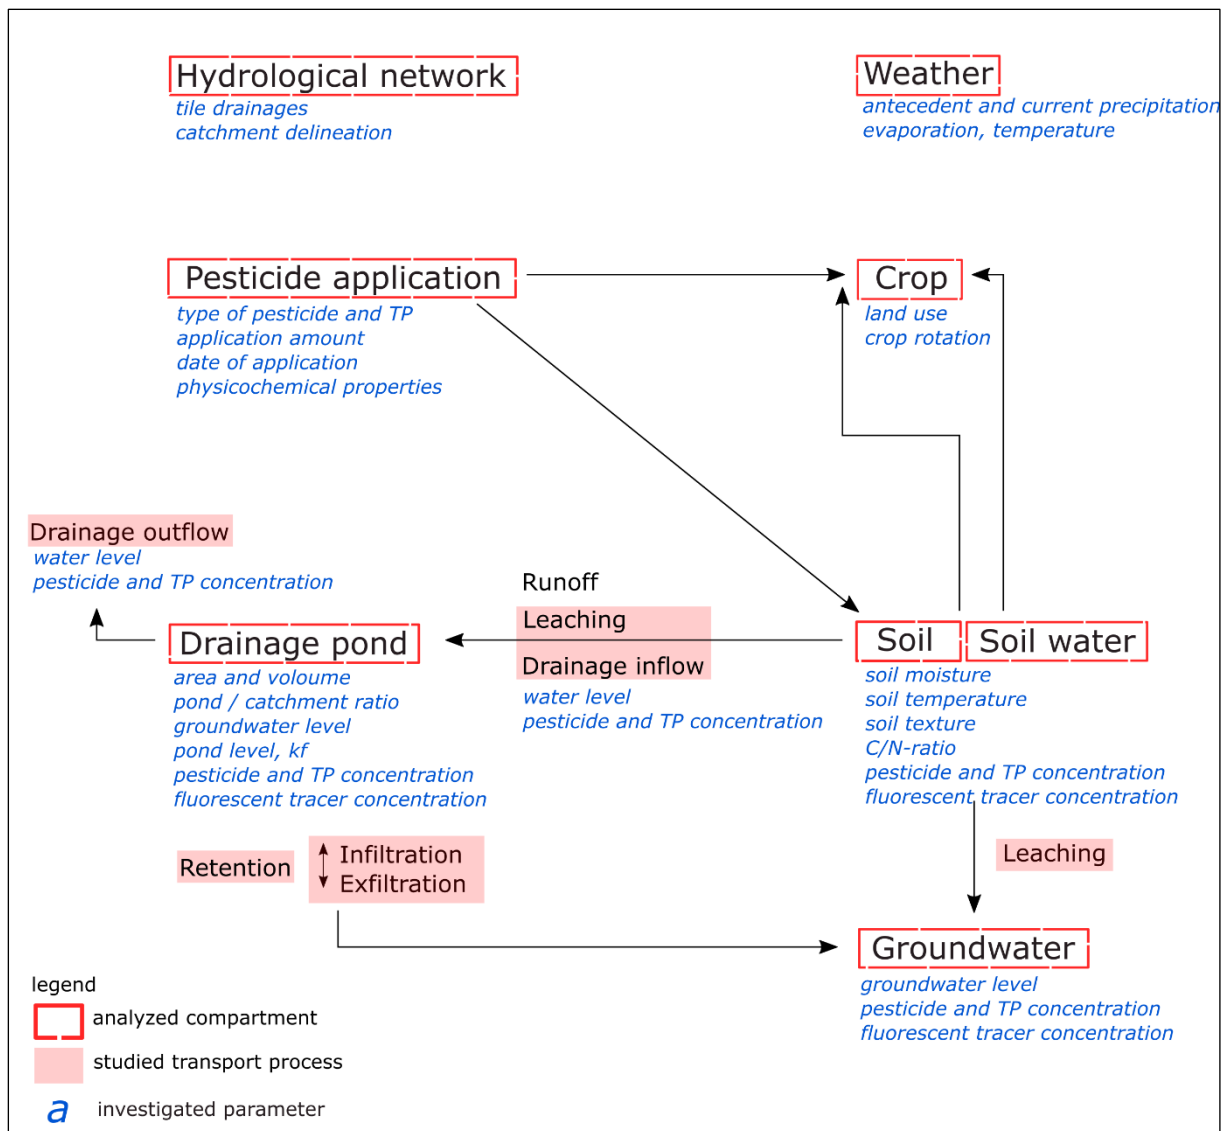 Hydrological network
tile drainages
catchment delineation
Weather
antecedent and current precipitation
evaporation, temperature
Pesticide application
type of pesticide and TP
application amount
date of application
physicochemical properties
Crop
land use
crop rotation
Drainage outflow
water level
pesticide and TP concentration
Runoff
Leaching
Drainage inflow
water level
pesticide and TP concentration
Drainage pond
area and voloume
pond / catchment ratio
groundwater level
pond level, kf
pesticide and TP concentration
fluorescent tracer concentration
Soil
Soil water
soil moisture
soil temperature
soil texture
C/N-ratio
pesticide and TP concentration
fluorescent tracer concentration
Retention
Infiltration
Exfiltration
Leaching
Groundwater
groundwater level
pesticide and TP concentration
fluorescent tracer concentration
legend
analyzed compartment
studied transport process
a investigated parameter